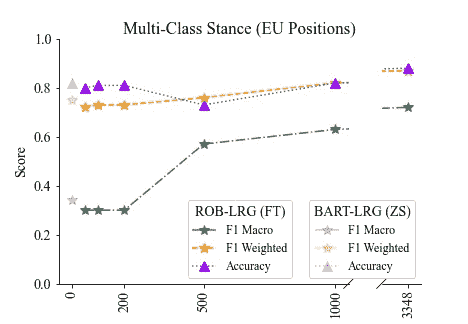 Multi-Class Stance (EU Positions)
1.0
0.8
0.6
0.4
0.2
0.0
Score
ROB-LRG (FT)
F1 Macro
F1 Weighted
Accuracy
BART-LRG (ZS)
F1 Macro
F1 Weighted
Accuracy
0
200
500
1000
3348